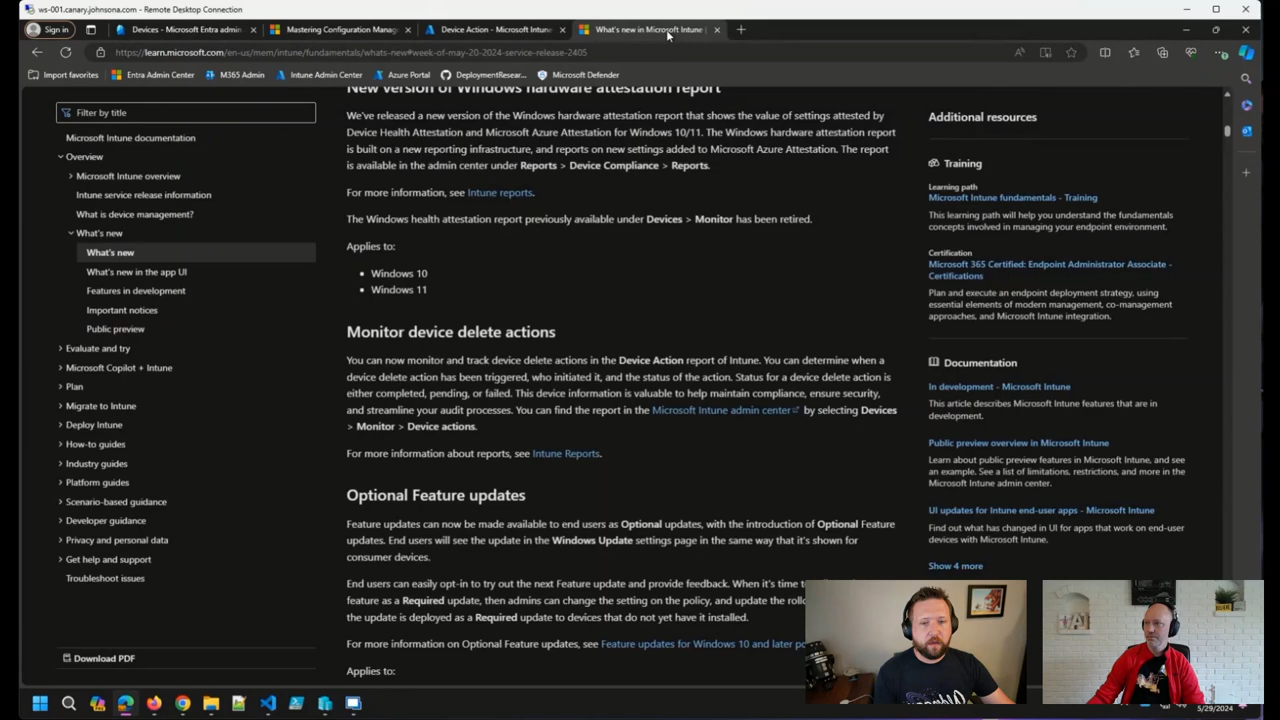 ws-001.canary.johnsona.com - Remote Desktop Connection
Sign in
Devices - Microsoft Entra admin
Mastering Configuration Manag
Device Action - Microsoft Intune
What's new in Microsoft Intune |
https://learn.microsoft.com/en-us/mem/intune/fundamentals/whats-new#week-of-may-20-2024-service-release-2405
Import favorites
Entra Admin Center
M365 Admin
Intune Admin Center
Azure Portal
DeploymentResear...
Microsoft Defender
Filter by title
Microsoft Intune documentation
Overview
Microsoft Intune overview
Intune service release information
What is device management?
What's new
What's new
What's new in the app UI
Features in development
Important notices
Public preview
Evaluate and try
Microsoft Copilot + Intune
Plan
Migrate to Intune
Deploy Intune
How-to guides
Industry guides
Platform guides
Scenario-based guidance
Developer guidance
Privacy and personal data
Get help and support
Troubleshoot issues
Download PDF
New version of Windows hardware attestation report
We've released a new version of the Windows hardware attestation report that shows the value of settings attested by
Device Health Attestation and Microsoft Azure Attestation for Windows 10/11. The Windows hardware attestation report
is built on a new reporting infrastructure, and reports on new settings added to Microsoft Azure Attestation. The report
is available in the admin center under Reports > Device Compliance > Reports.
For more information, see Intune reports.
The Windows health attestation report previously available under Devices > Monitor has been retired.
Applies to:
• Windows 10
• Windows 11
Monitor device delete actions
You can now monitor and track device delete actions in the Device Action report of Intune. You can determine when a
device delete action has been triggered, who initiated it, and the status of the action. Status for a device delete action is
either completed, pending, or failed. This device information is valuable to help maintain compliance, ensure security,
and streamline your audit processes. You can find the report in the Microsoft Intune admin center by selecting Devices
> Monitor > Device actions.
For more information about reports, see Intune Reports.
Optional Feature updates
Feature updates can now be made available to end users as Optional updates, with the introduction of Optional Feature
updates. End users will see the update in the Windows Update settings page in the same way that it's shown for
consumer devices.
End users can easily opt-in to try out the next Feature update and provide feedback. When it's time t
feature as a Required update, then admins can change the setting on the policy, and update the rollo
the update is deployed as a Required update to devices that do not yet have it installed.
For more information on Optional Feature updates, see Feature updates for Windows 10 and later po
Applies to:
Additional resources
Training
Learning path
Microsoft Intune fundamentals - Training
This learning path will help you understand the fundamentals
concepts involved in managing your endpoint environment.
Certification
Microsoft 365 Certified: Endpoint Administrator Associate -
Certifications
Plan and execute an endpoint deployment strategy, using
essential elements of modern management, co-management
approaches, and Microsoft Intune integration.
Documentation
In development - Microsoft Intune
This article describes Microsoft Intune features that are in
development.
Public preview overview in Microsoft Intune
Learn about public preview features in Microsoft Intune, and see
an example. See a list of limitations, restrictions, and more in the
Microsoft Intune admin center.
UI updates for Intune end-user apps - Microsoft Intune
Find out what has changed in UI for apps that work on end-user
devices with Microsoft Intune.
Show 4 more
5/29/2024